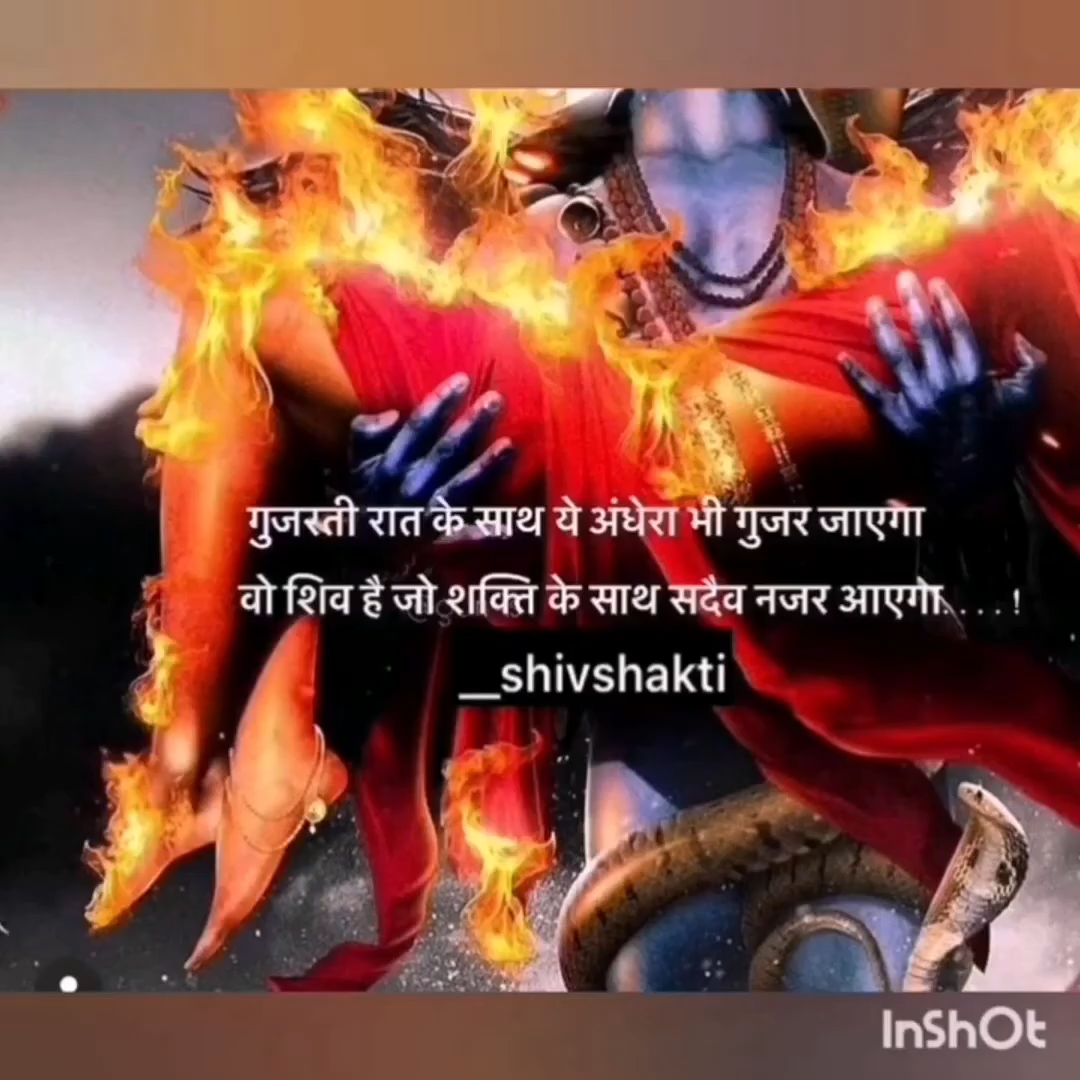 गुजरती रात के साथ ये अंधेरा भी गुजर जाएगा
वो शिव है जो शक्ति के साथ सदैव नजर आएगो....!
__shivshakti
InShOt